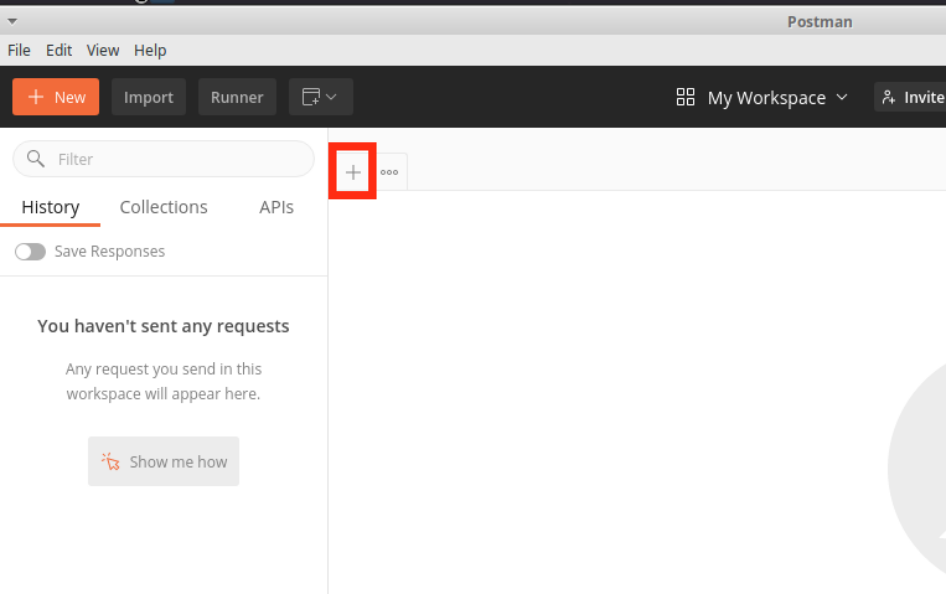 Postman
File Edit View Help
New Import Runner My Workspace Invite
Filter
History Collections APIs
Save Responses
You haven't sent any requests
Any request you send in this
workspace will appear here.
Show me how